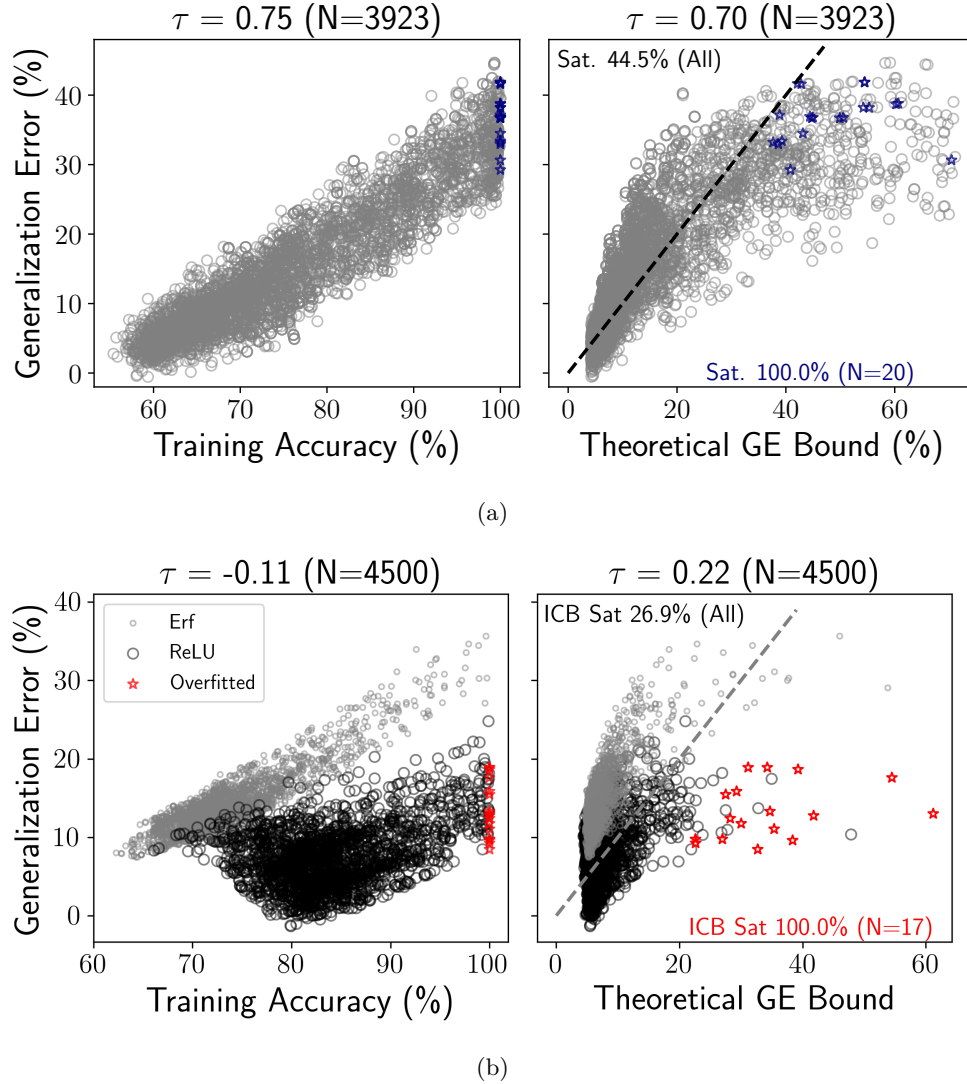 τ = 0.75 (N=3923)
Generalization Error (%)
40
30
20
10
0
60 70 80 90 100
Training Accuracy (%)
τ = 0.70 (N=3923)
Sat. 44.5% (All)
Sat. 100.0% (N=20)
0 20 40 60
Theoretical GE Bound (%)
(a)
τ = -0.11 (N=4500)
Generalization Error (%)
40
30
20
10
0
Erf
ReLU
Overfitted
60 70 80 90 100
Training Accuracy (%)
τ = 0.22 (N=4500)
ICB Sat 26.9% (All)
ICB Sat 100.0% (N=17)
0 20 40 60
Theoretical GE Bound
(b)